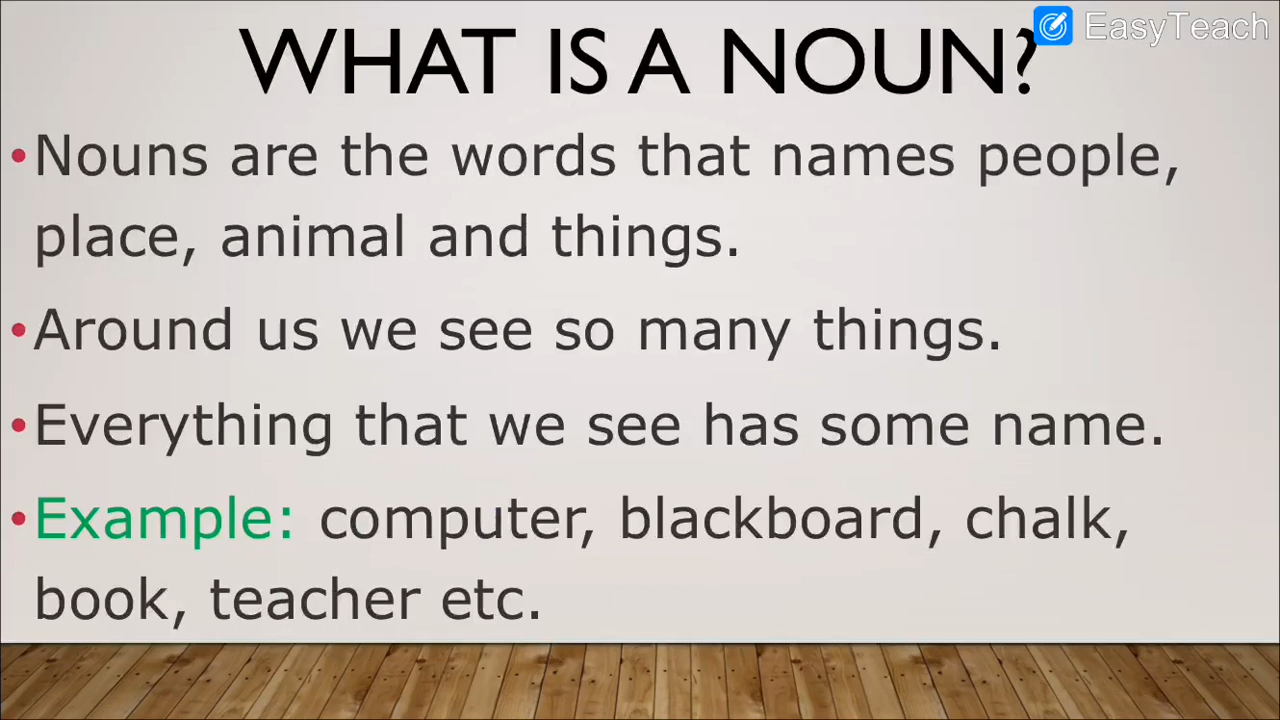 WHAT IS A NOUN?
EasyTeach
•Nouns are the words that names people,
place, animal and things.
•Around us we see so many things.
•Everything that we see has some name.
•Example: computer, blackboard, chalk,
book, teacher etc.